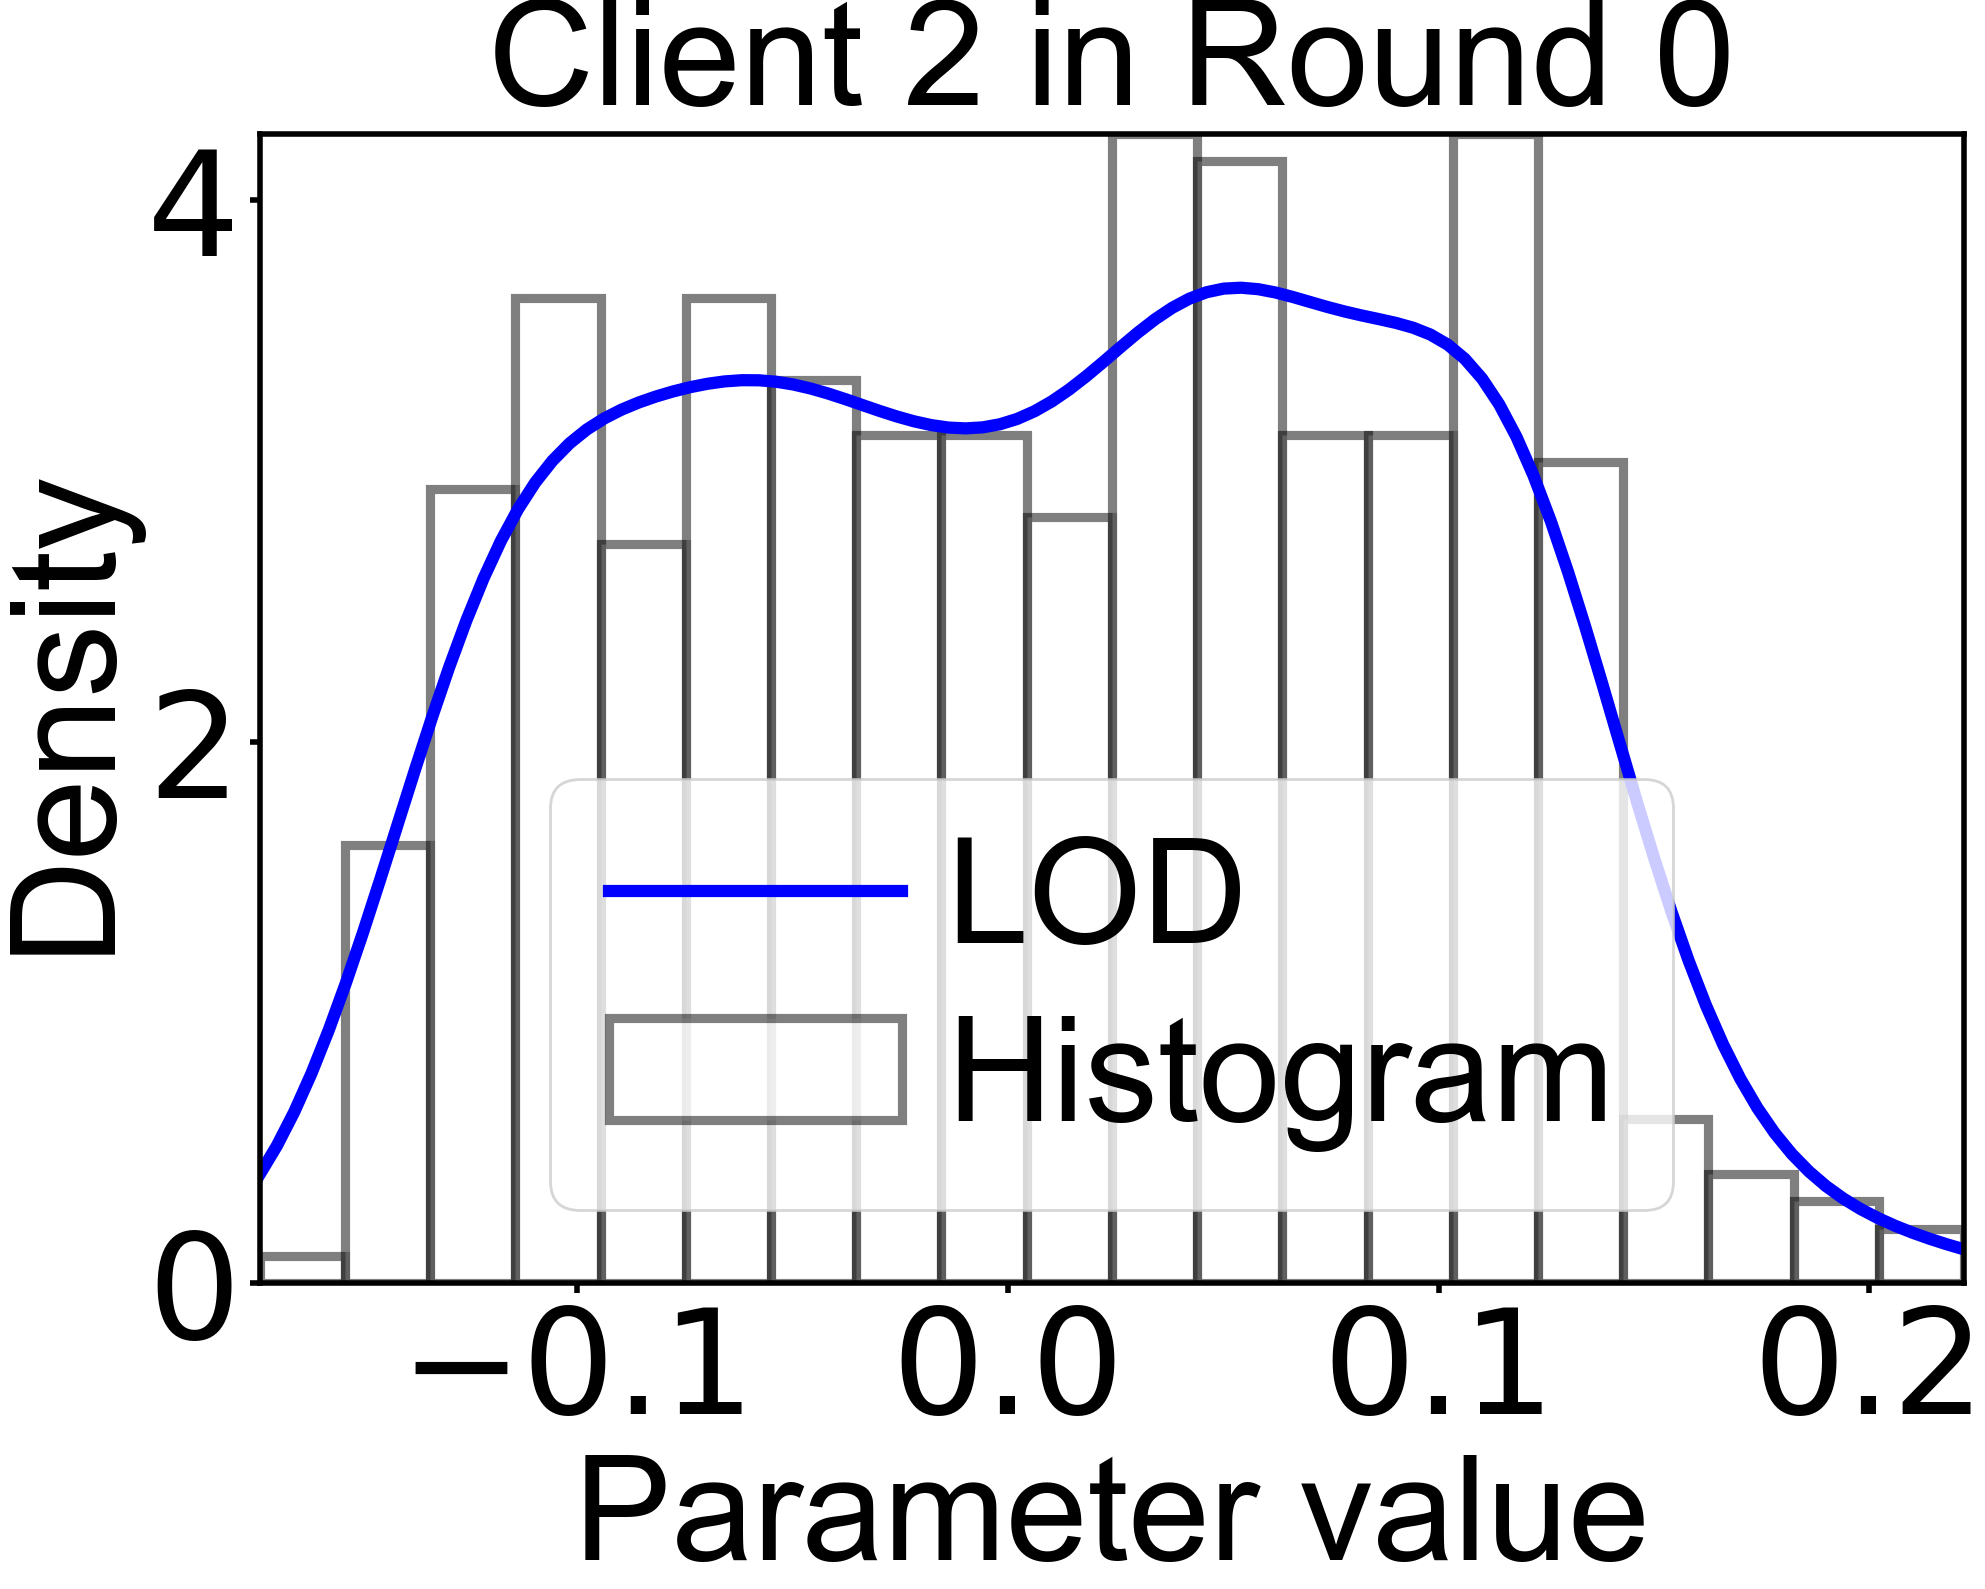 Client 2 in Round 0
Density
4
2
0
LOD
Histogram
−0.1 0.0 0.1 0.2
Parameter value